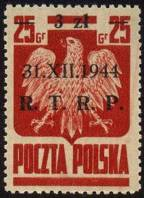 3 zł
25 GR 25 GR
31.XII.1944
R. T. R. P.
POCZTA POLSKA